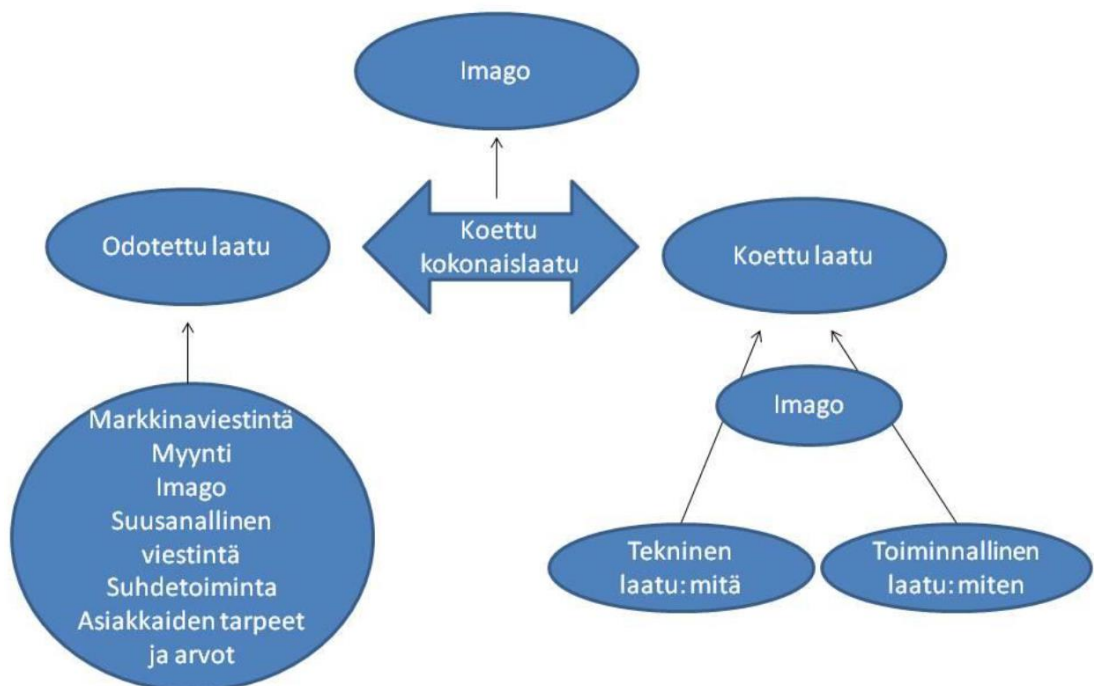 Imago
Odotettu laatu
Koettu
kokonaislaatu
Koettu laatu
Markkinaviestintä
Myynti
Imago
Suusanallinen
viestintä
Suhdetoiminta
Asiakkaiden tarpeet
ja arvot
Imago
Tekninen
laatu: mitä
Toiminnallinen
laatu: miten